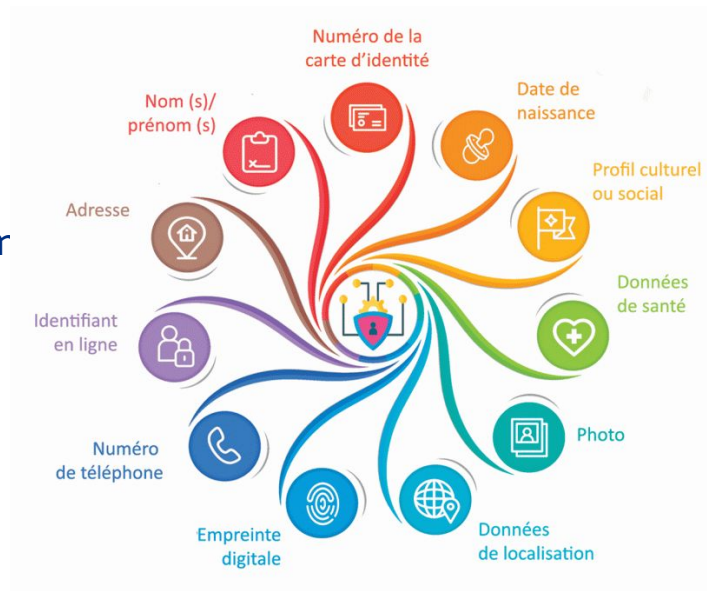 Numéro de la
carte d'identité
Date de
naissance
Profil culturel
ou social
Données
de santé
Photo
Données
de localisation
Empreinte
digitale
Numéro
de téléphone
Identifiant
en ligne
Adresse
Nom (s)/
prénom (s)